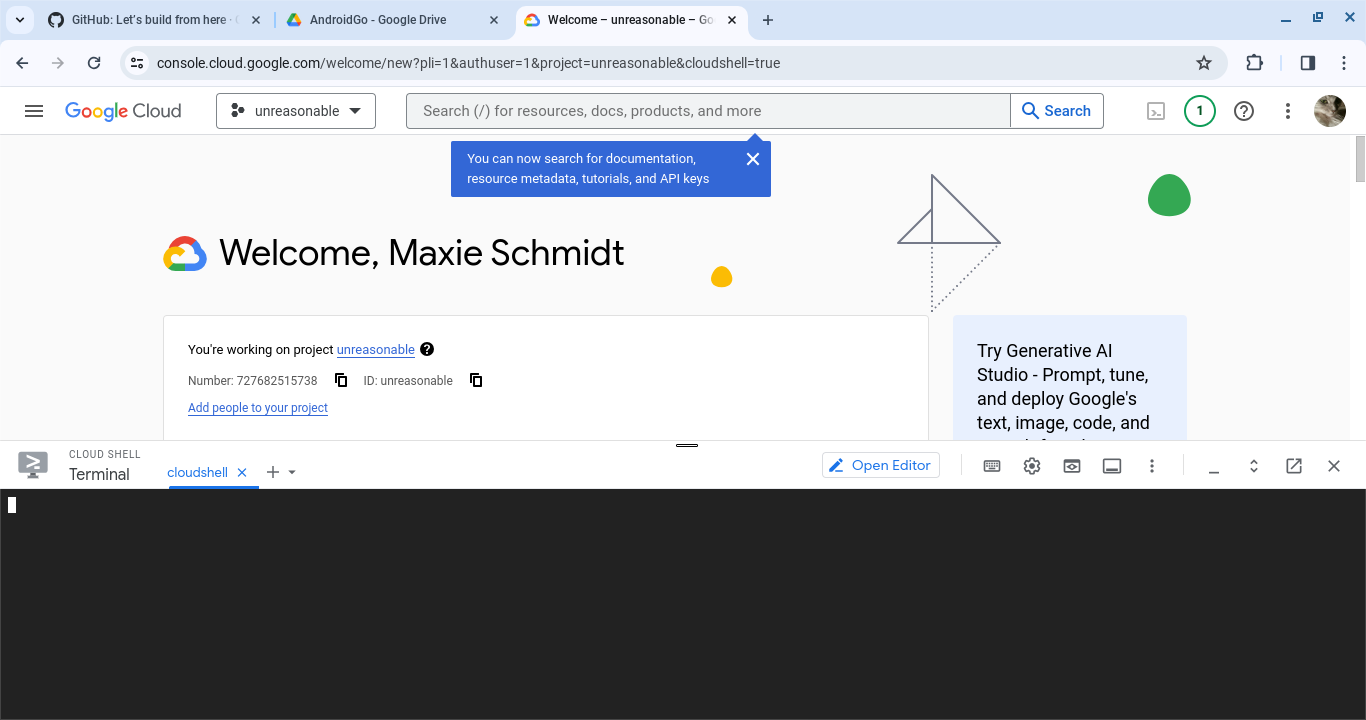 GitHub: Let's build from here ·
AndroidGo - Google Drive
Welcome – unreasonable – Go
console.cloud.google.com/welcome/new?pli=1&authuser=1&project=unreasonable&cloudshell=true
Google Cloud
unreasonable
Search (/) for resources, docs, products, and more
Search
1
You can now search for documentation,
resource metadata, tutorials, and API keys
Welcome, Maxie Schmidt
You're working on project unreasonable
Number: 727682515738
ID: unreasonable
Add people to your project
Try Generative AI
Studio - Prompt, tune,
and deploy Google's
text, image, code, and
CLOUD SHELL
Terminal
cloudshell
Open Editor